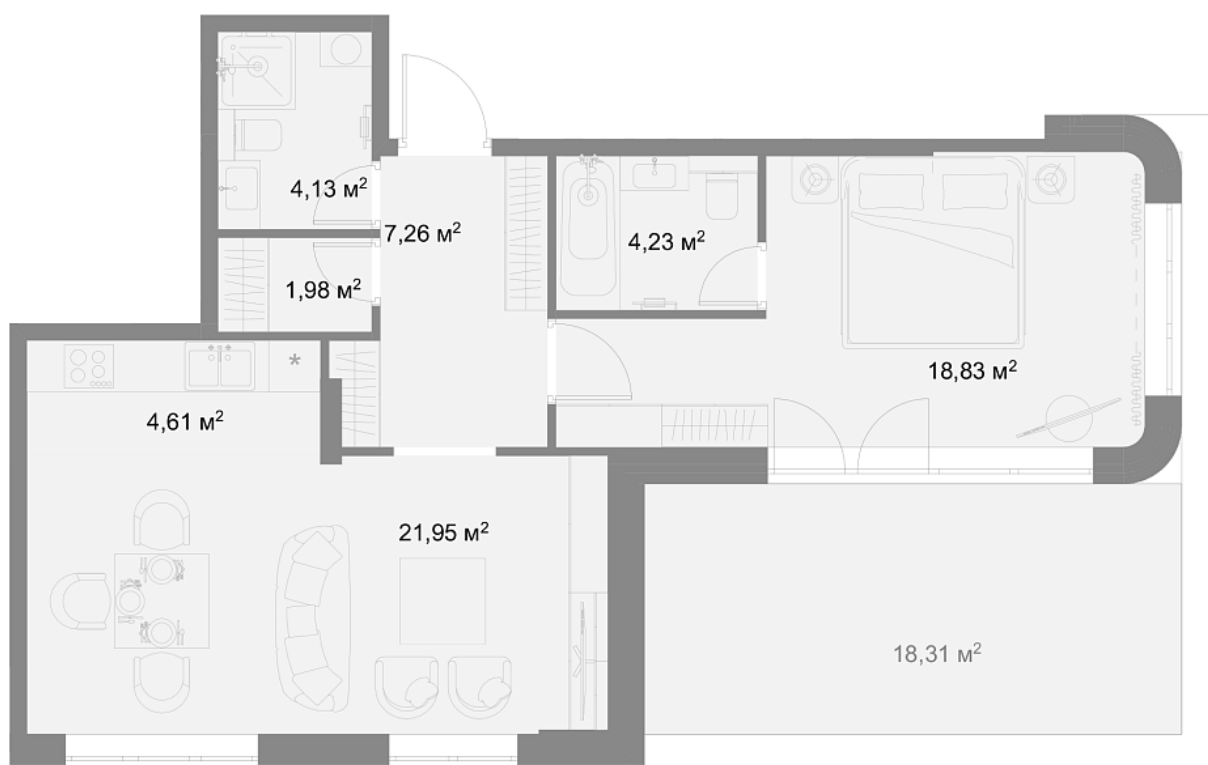 4,13 м²
7,26 м²
4,23 м²
1,98 м²
18,83 м²
*
4,61 м²
21,95 м²
18,31 м²